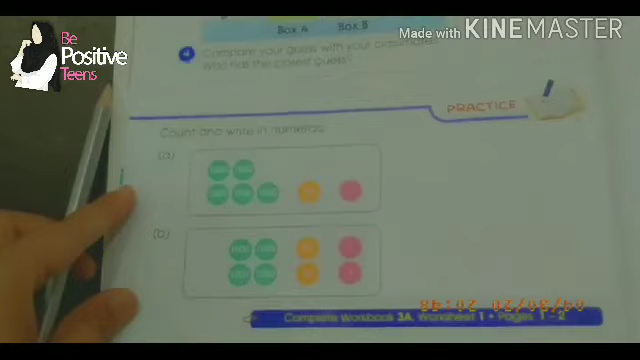 Be
Positive
Teens
Made with KINEMASTER
Box A Box B
4 Compare your guess with your classmates.
Who has the closest guess?
PRACTICE
Count and write in numerals.
(a)
(b)
Complete Workbook 3A, Worksheet 1 • Pages 1 - 2